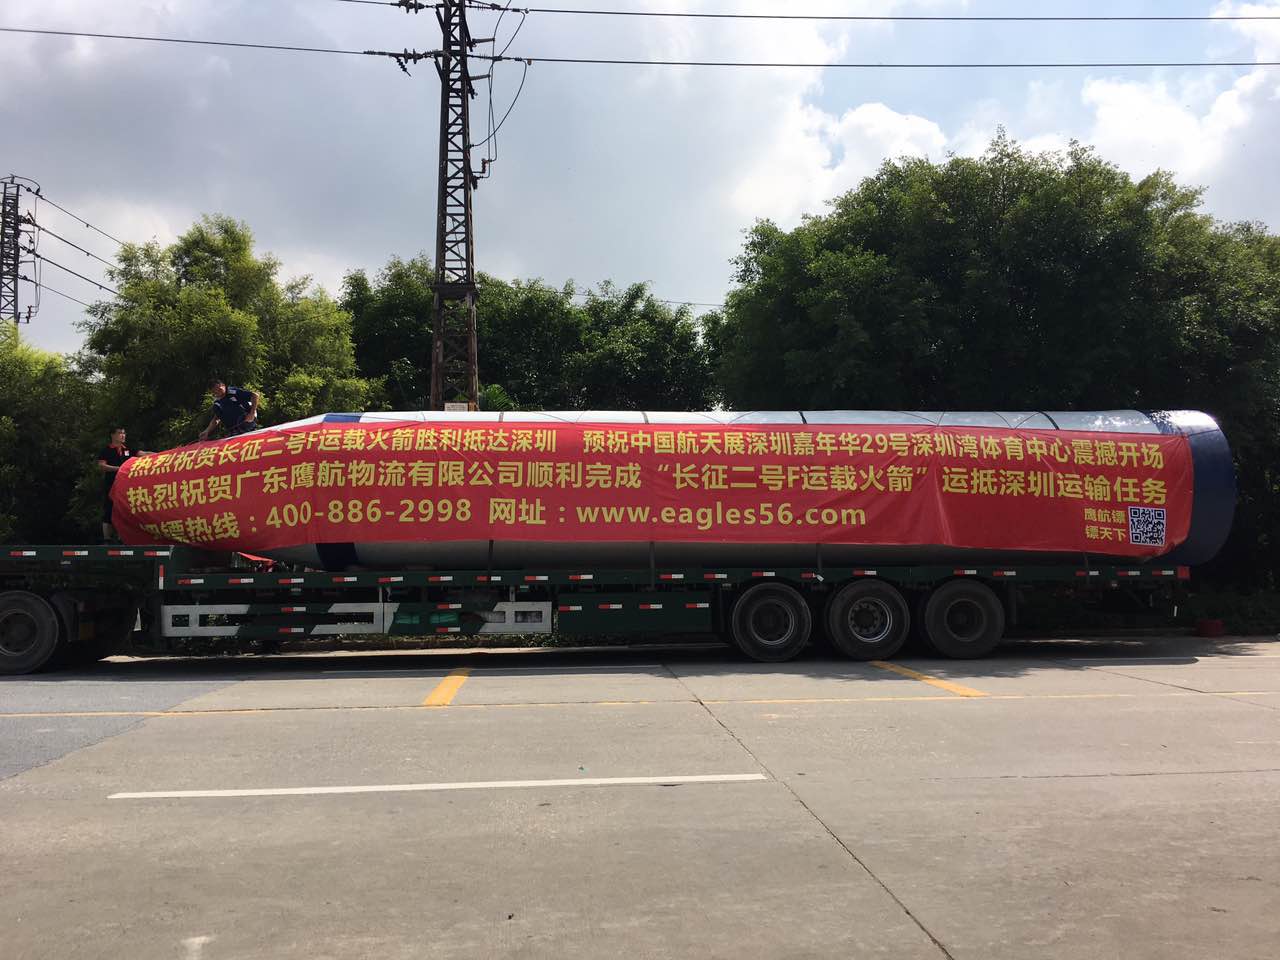 热烈祝贺长征二号F运载火箭胜利抵达深圳 预祝中国航天展深圳嘉年华29号深圳湾体育中心震撼开场
热烈祝贺广东鹰航物流有限公司顺利完成“长征二号F运载火箭”运抵深圳运输任务
镖热线：400-886-2998 网址：www.eagles56.com
鹰航镖
镖天下